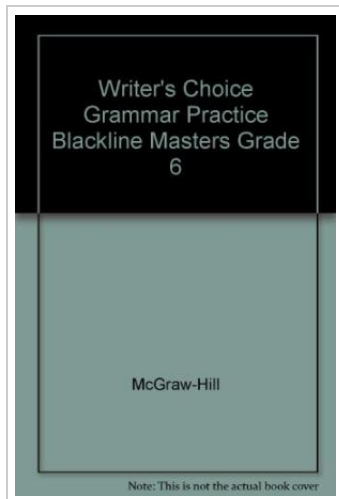 Writer's Choice
Grammar Practice
Blackline Masters Grade
6
McGraw-Hill
Note: This is not the actual book cover